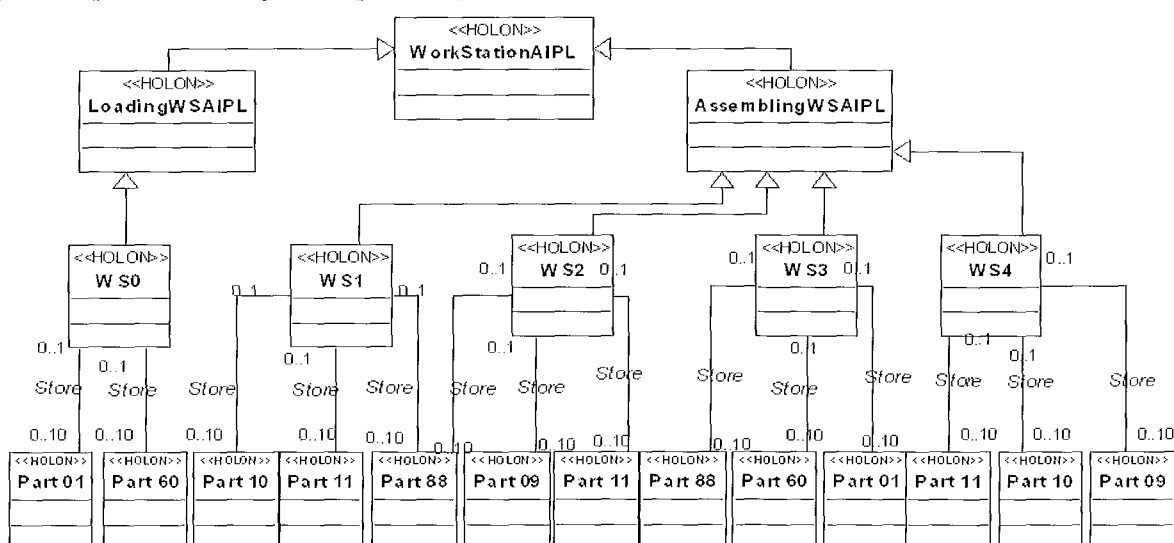 <<HOLON>>
WorkStationAIPL
<<HOLON>>
LoadingWSAIPL
<<HOLON>>
AssemblingWSAIPL
<<HOLON>>
WS0
<<HOLON>>
WS1
<<HOLON>>
WS2
<<HOLON>>
WS3
<<HOLON>>
WS4
0..1
0..1
0..1
0..1
0..1
0..1
0..1
0..1
0..1
0..1
0..1
0..1
0..1
Store
Store
Store
Store
Store
Store
Store
Store
Store
Store
Store
Store
Store
0..10
0..10
0..10
0..10
0..10
0..10
0..10
0..10
0..10
0..10
0..10
0..10
0..10
0..10
<<HOLON>>
Part 01
<<HOLON>>
Part 60
<<HOLON>>
Part 10
<<HOLON>>
Part 11
<<HOLON>>
Part 88
<<HOLON>>
Part 09
<<HOLON>>
Part 11
<<HOLON>>
Part 88
<<HOLON>>
Part 60
<<HOLON>>
Part 01
<<HOLON>>
Part 11
<<HOLON>>
Part 10
<<HOLON>>
Part 09